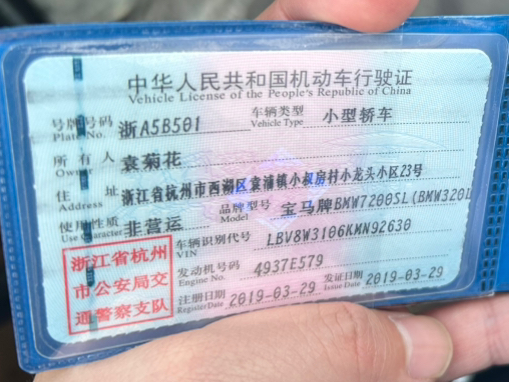 中华人民共和国机动车行驶证
Vehicle License of the People's Republic of China
号牌号码 浙A5B501 车辆类型 小型轿车
Plate No. Vehicle Type
所有人 袁菊花
Owner
住址 浙江省杭州市西湖区袁浦镇小叔房村小龙头小区23号
Address
使用性质 非营运 品牌型号 宝马牌BMW7200SL(BMW320L
Use Character Model
车辆识别代号 LBV8W3106KMN92630
VIN
发动机号码 4937E579
Engine No.
注册日期 2019-03-29 发证日期 2019-03-29
Register Date Issue Date
浙江省杭州
市公安局交
通警察支队